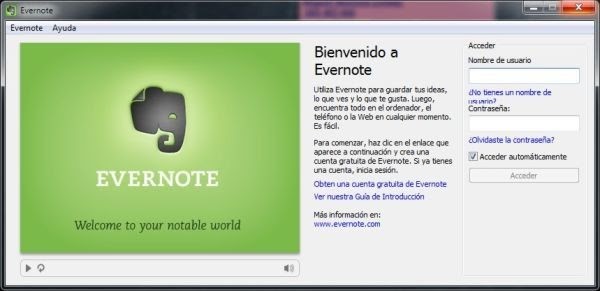 Evernote
Evernote Ayuda
EVERNOTE
Welcome to your notable world
Bienvenido a
Evernote
Utiliza Evernote para guardar tus ideas,
lo que ves y lo que te gusta. Luego,
encuentra todo en el ordenador, el
teléfono o la Web en cualquier momento.
Es fácil.
Para comenzar, haz clic en el enlace que
aparece a continuación y crea una
cuenta gratuita de Evernote. Si ya tienes
una cuenta, inicia sesión.
Obten una cuenta gratuita de Evernote
Ver nuestra Guía de Introducción
Más información en:
www.evernote.com
Acceder
Nombre de usuario
¿No tienes un nombre de
usuario?
Contraseña:
¿Olvidaste la contraseña?
Acceder automáticamente
Acceder